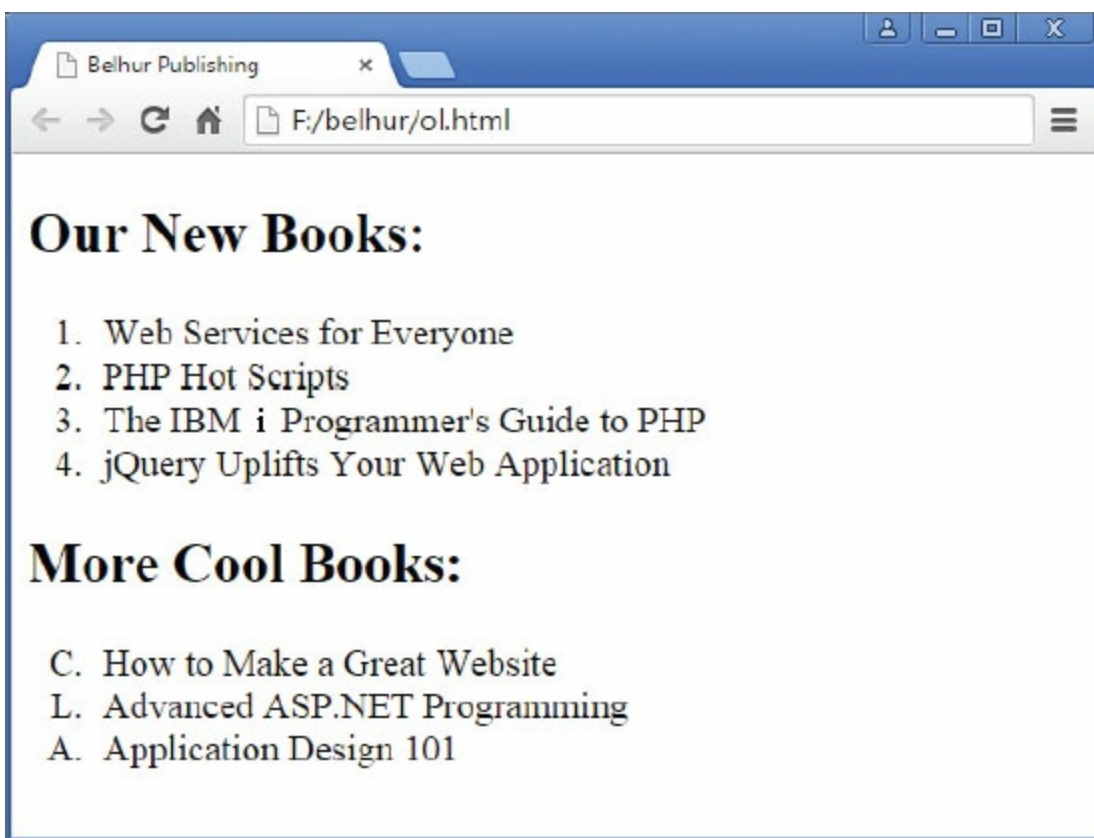 Belhur Publishing
F:/belhur/ol.html
Our New Books:
1. Web Services for Everyone
2. PHP Hot Scripts
3. The IBM i Programmer's Guide to PHP
4. jQuery Uplifts Your Web Application
More Cool Books:
C. How to Make a Great Website
L. Advanced ASP.NET Programming
A. Application Design 101